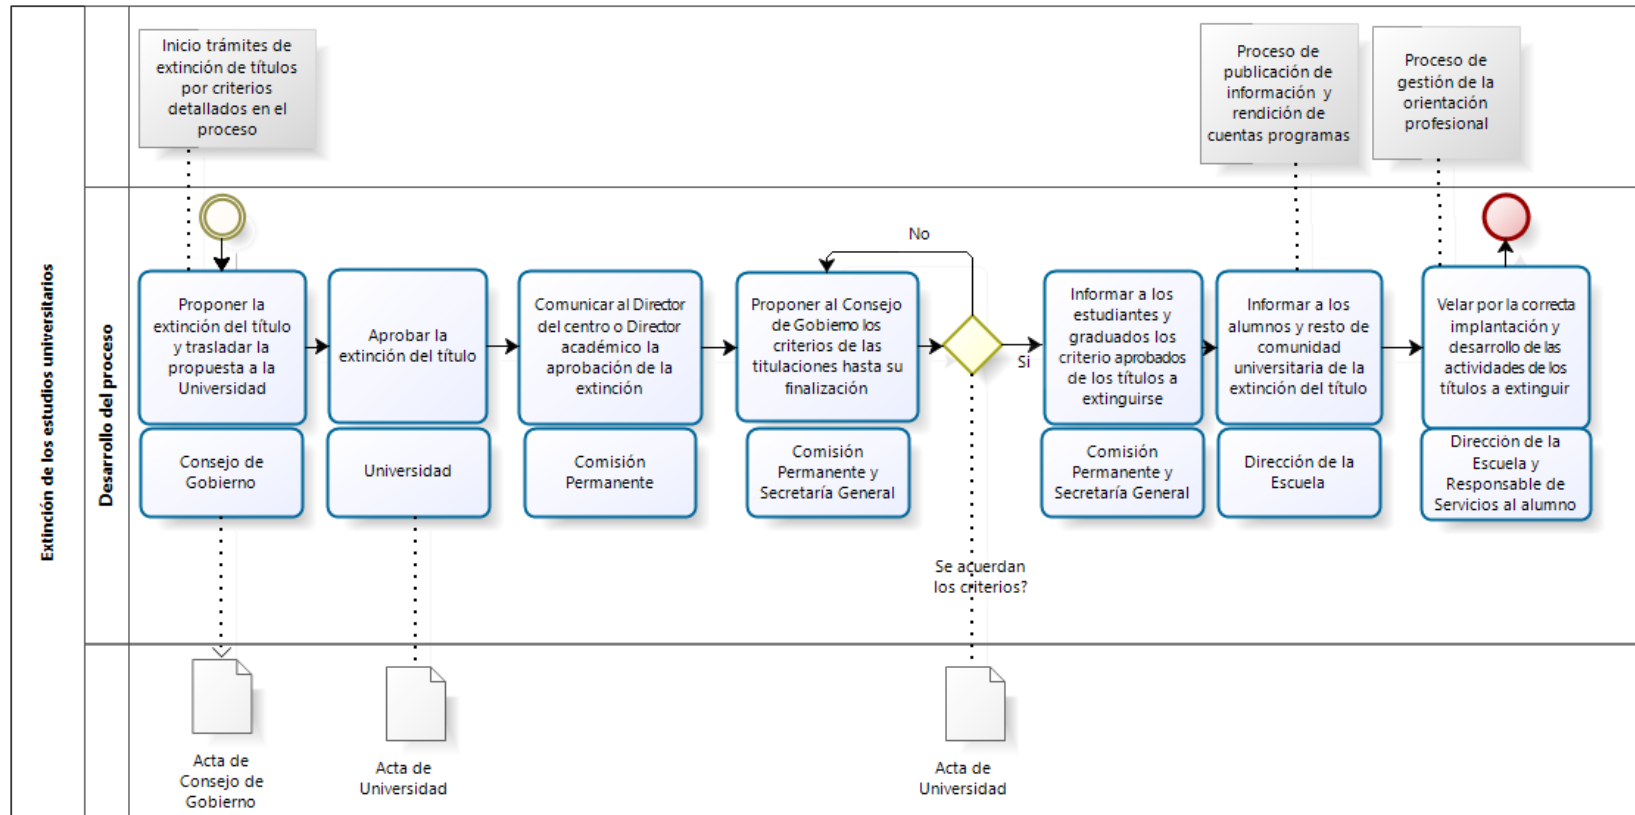 Extinción de los estudios universitarios
Desarrollo del proceso
Inicio trámites de
extinción de títulos
por criterios
detallados en el
proceso
Proceso de
publicación de
información y
rendición de
cuentas programas
Proceso de
gestión de la
orientación
profesional
Proponer la
extinción del título
y trasladar la
propuesta a la
Universidad
Aprobar la
extinción del título
Comunicar al Director
del centro o Director
académico la
aprobación de la
extinción
Proponer al Consejo
de Gobierno los
criterios de las
titulaciones hasta su
finalización
No
Si
Informar a los
estudiantes y
graduados los
criterio aprobados
de los títulos a
extinguirse
Informar a los
alumnos y resto de
comunidad
universitaria de la
extinción del título
Velar por la correcta
implantación y
desarrollo de las
actividades de los
títulos a extinguir
Consejo de
Gobierno
Universidad
Comisión
Permanente
Comisión
Permanente y
Secretaría General
Comisión
Permanente y
Secretaría General
Dirección de la
Escuela
Dirección de la
Escuela y
Responsable de
Servicios al alumno
Se acuerdan
los criterios?
Acta de
Consejo de
Gobierno
Acta de
Universidad
Acta de
Universidad